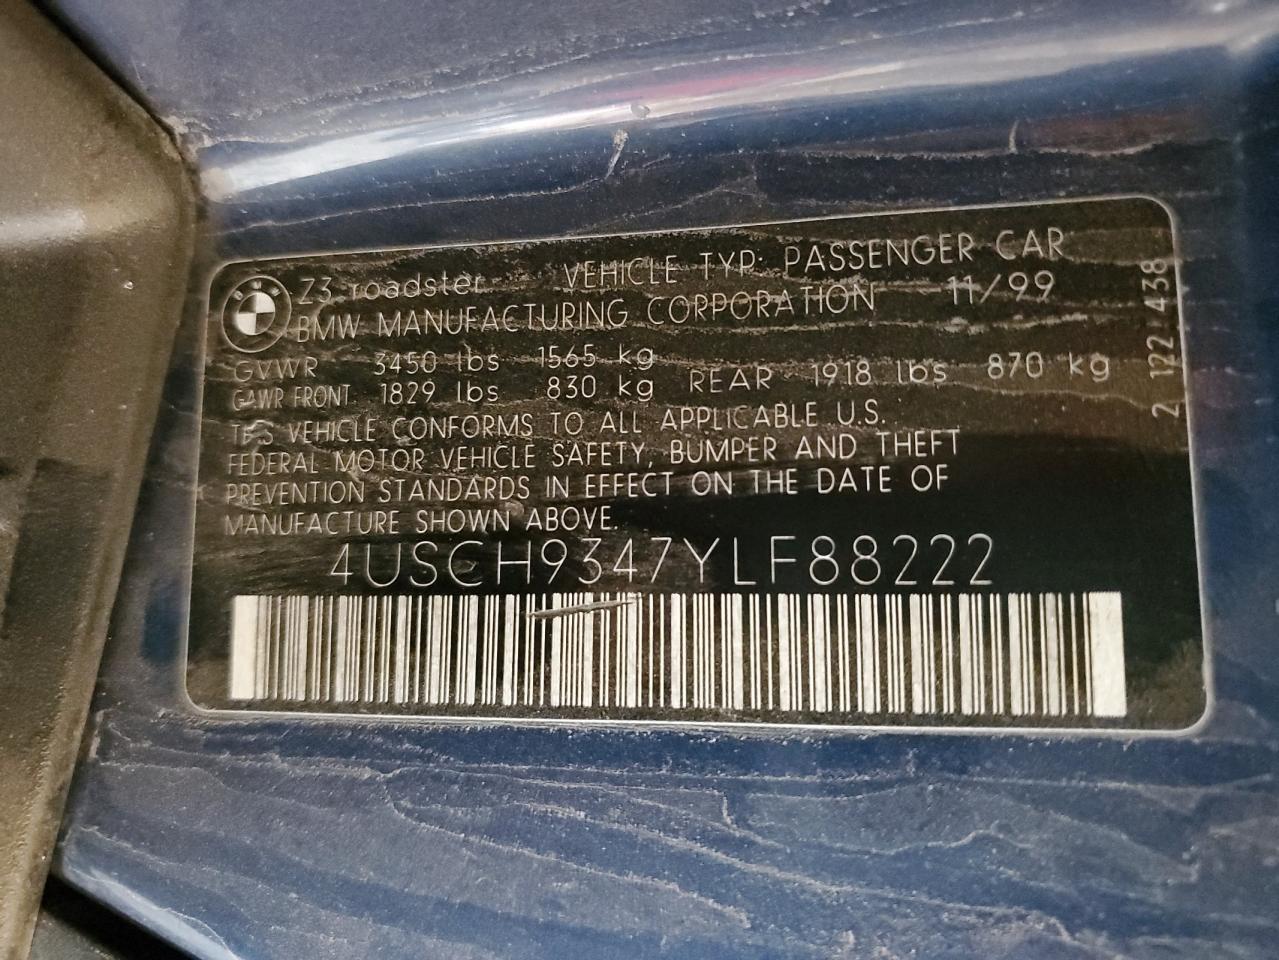 Z3 roadster VEHICLE TYP: PASSENGER CAR
BMW MANUFACTURING CORPORATION 11/99
GVWR 3450 lbs 1565 kg
GAWR FRONT 1829 lbs 830 kg REAR 1918 lbs 870 kg
THIS VEHICLE CONFORMS TO ALL APPLICABLE U.S.
FEDERAL MOTOR VEHICLE SAFETY, BUMPER AND THEFT
PREVENTION STANDARDS IN EFFECT ON THE DATE OF
MANUFACTURE SHOWN ABOVE.
4USCH9347YLF88222
2 122 438